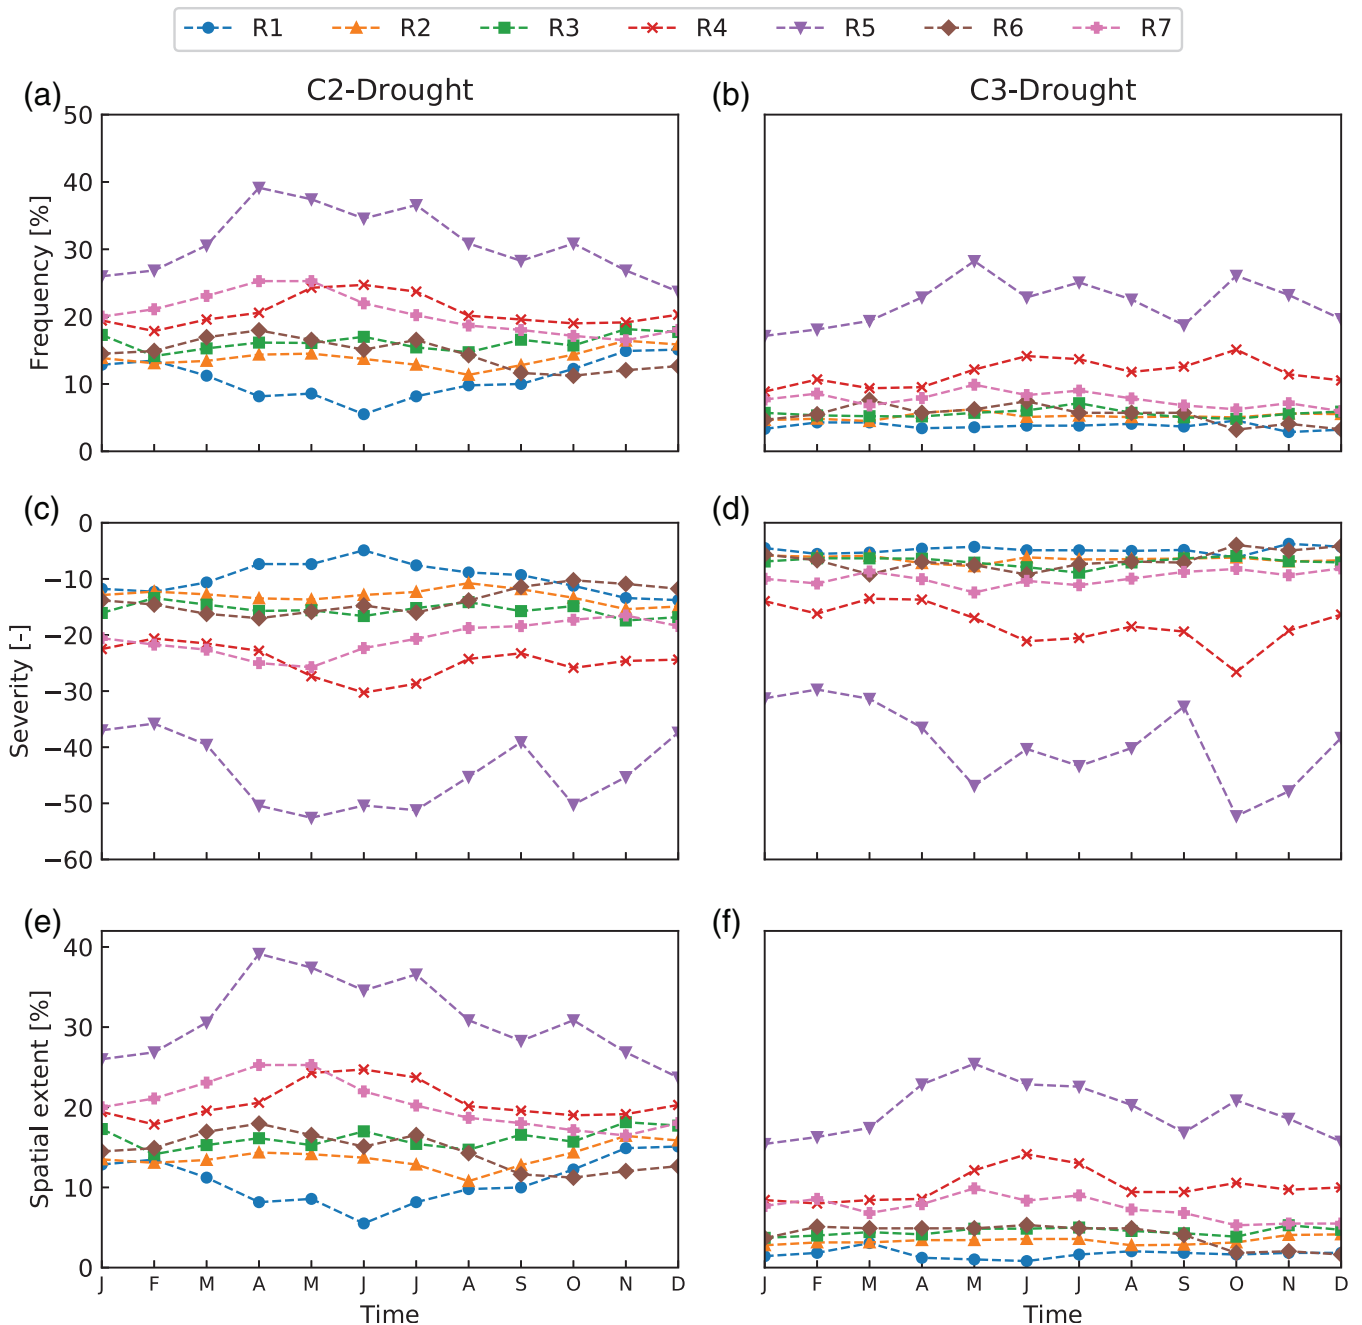 R1 R2 R3 R4 R5 R6 R7
(a) C2-Drought
(b) C3-Drought
Frequency [%]
50
40
30
20
10
0
(c)
(d)
Severity [-]
0
−10
−20
−30
−40
−50
−60
(e)
(f)
Spatial extent [%]
40
30
20
10
0
J F M A M J J A S O N D
J F M A M J J A S O N D
Time
Time